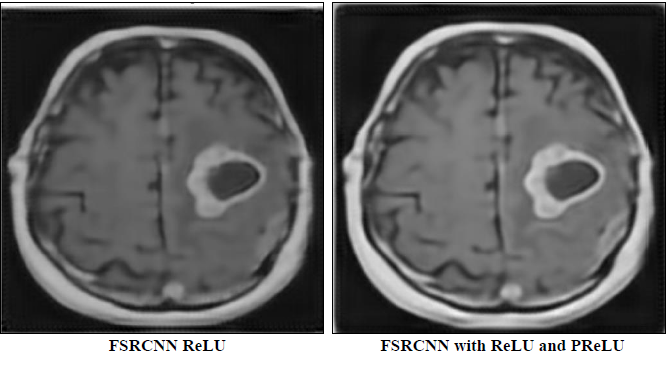 FSRCNN ReLU
FSRCNN with ReLU and PReLU